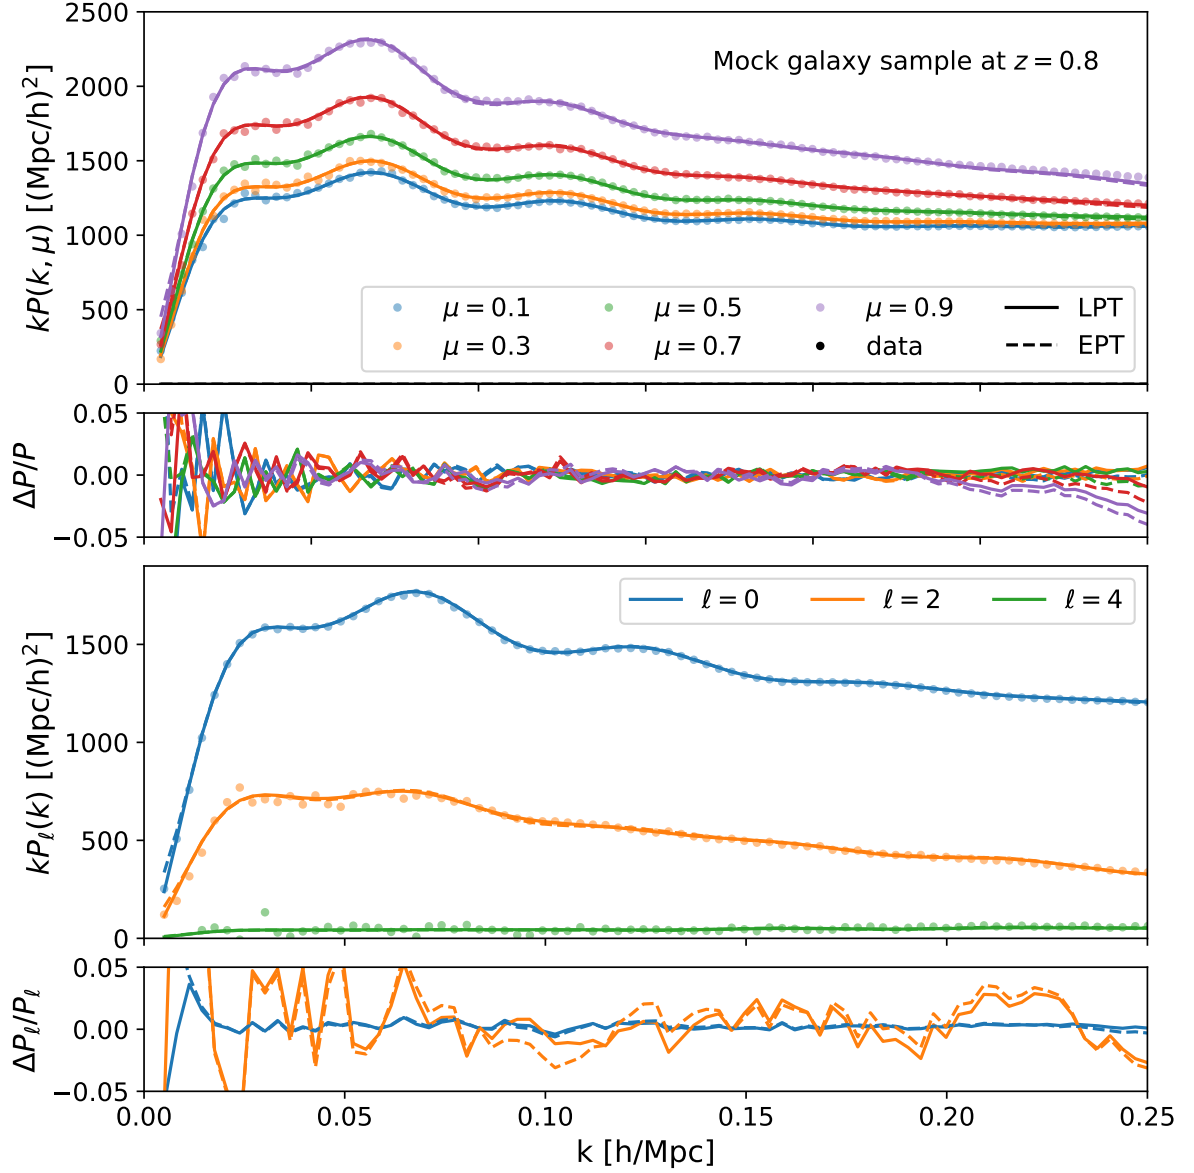 2500
2000
1500
1000
500
0
kP(k, μ) [(Mpc/h)²]
Mock galaxy sample at z = 0.8
μ = 0.1 μ = 0.5 μ = 0.9 LPT
μ = 0.3 μ = 0.7 data EPT
0.05
0.00
−0.05
ΔP/P
1500
1000
500
0
kPℓ(k) [(Mpc/h)²]
ℓ = 0 ℓ = 2 ℓ = 4
0.05
0.00
−0.05
ΔPℓ/Pℓ
0.00 0.05 0.10 0.15 0.20 0.25
k [h/Mpc]